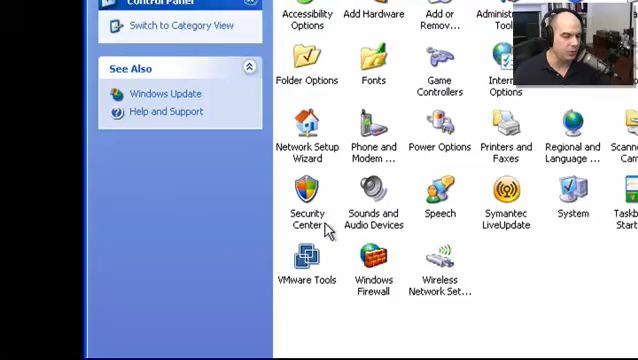 Control Panel
Switch to Category View
See Also
Windows Update
Help and Support
Accessibility
Options
Add Hardware
Add or
Remov...
Folder Options
Fonts
Game
Controllers
Options
Network Setup
Wizard
Phone and
Modem ...
Power Options
Printers and
Faxes
Regional and
Language ...
Security
Center
Sounds and
Audio Devices
Speech
Symantec
LiveUpdate
System
VMware Tools
Windows
Firewall
Wireless
Network Set...